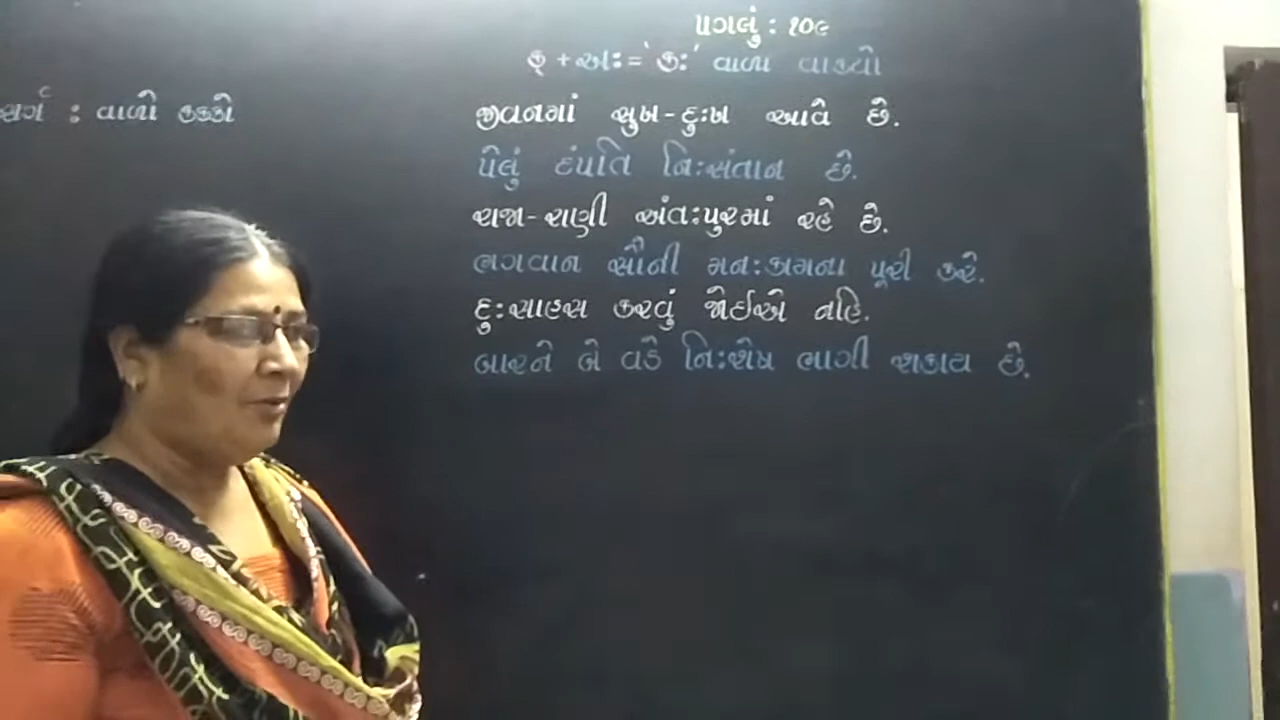 પગલું : ૧૦૯
ક્ + અઃ = 'કઃ' વાળા વાક્યો
સર્ગ : વાળો કક્કો
જીવનમાં સુખ-દુઃખ આવે છે.
પેલું દંપતિ નિઃસંતાન છે.
રાજા-રાણી અંતઃપુરમાં રહે છે.
ભગવાન સૌની મનઃકામના પૂરી કરે.
દુઃસાહસ કરવું જોઈએ નહિ.
બારને બે વડે નિઃશેષ ભાગી શકાય છે.